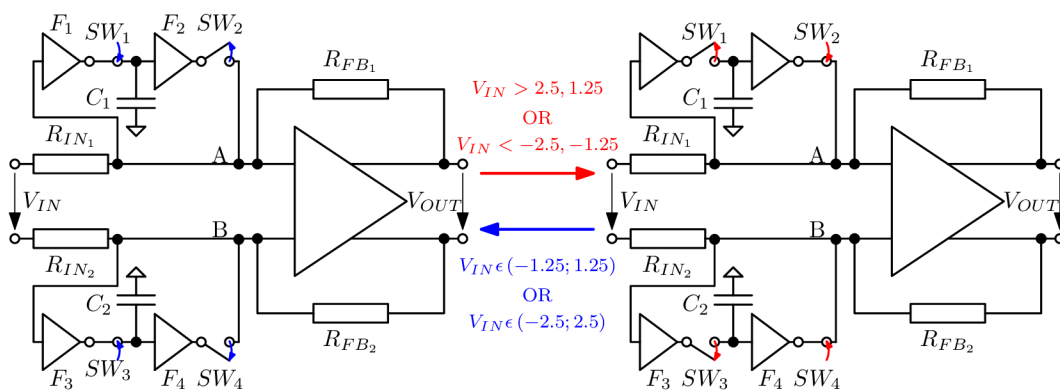 F1 SW1 F2 SW2
RFB1
C1
RIN1
A
VIN
VOUT
B
RIN2
C2
RFB2
F3 SW3 F4 SW4
VIN > 2.5, 1.25
OR
VIN < −2.5, −1.25
VIN ϵ (−1.25; 1.25)
OR
VIN ϵ (−2.5; 2.5)
SW1 SW2
RFB1
C1
RIN1
A
VIN
VOUT
B
RIN2
C2
RFB2
F3 SW3 F4 SW4